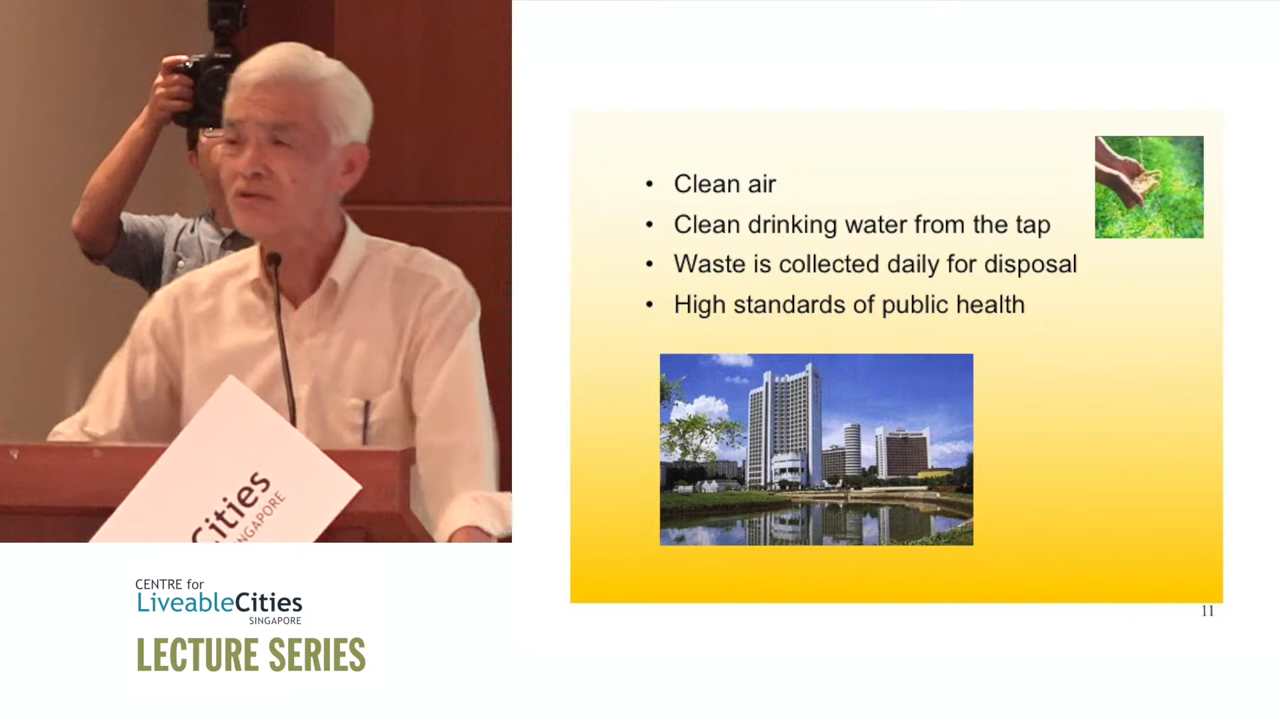 Cities
SINGAPORE
CENTRE for
LiveableCities
SINGAPORE
LECTURE SERIES
• Clean air
• Clean drinking water from the tap
• Waste is collected daily for disposal
• High standards of public health
11